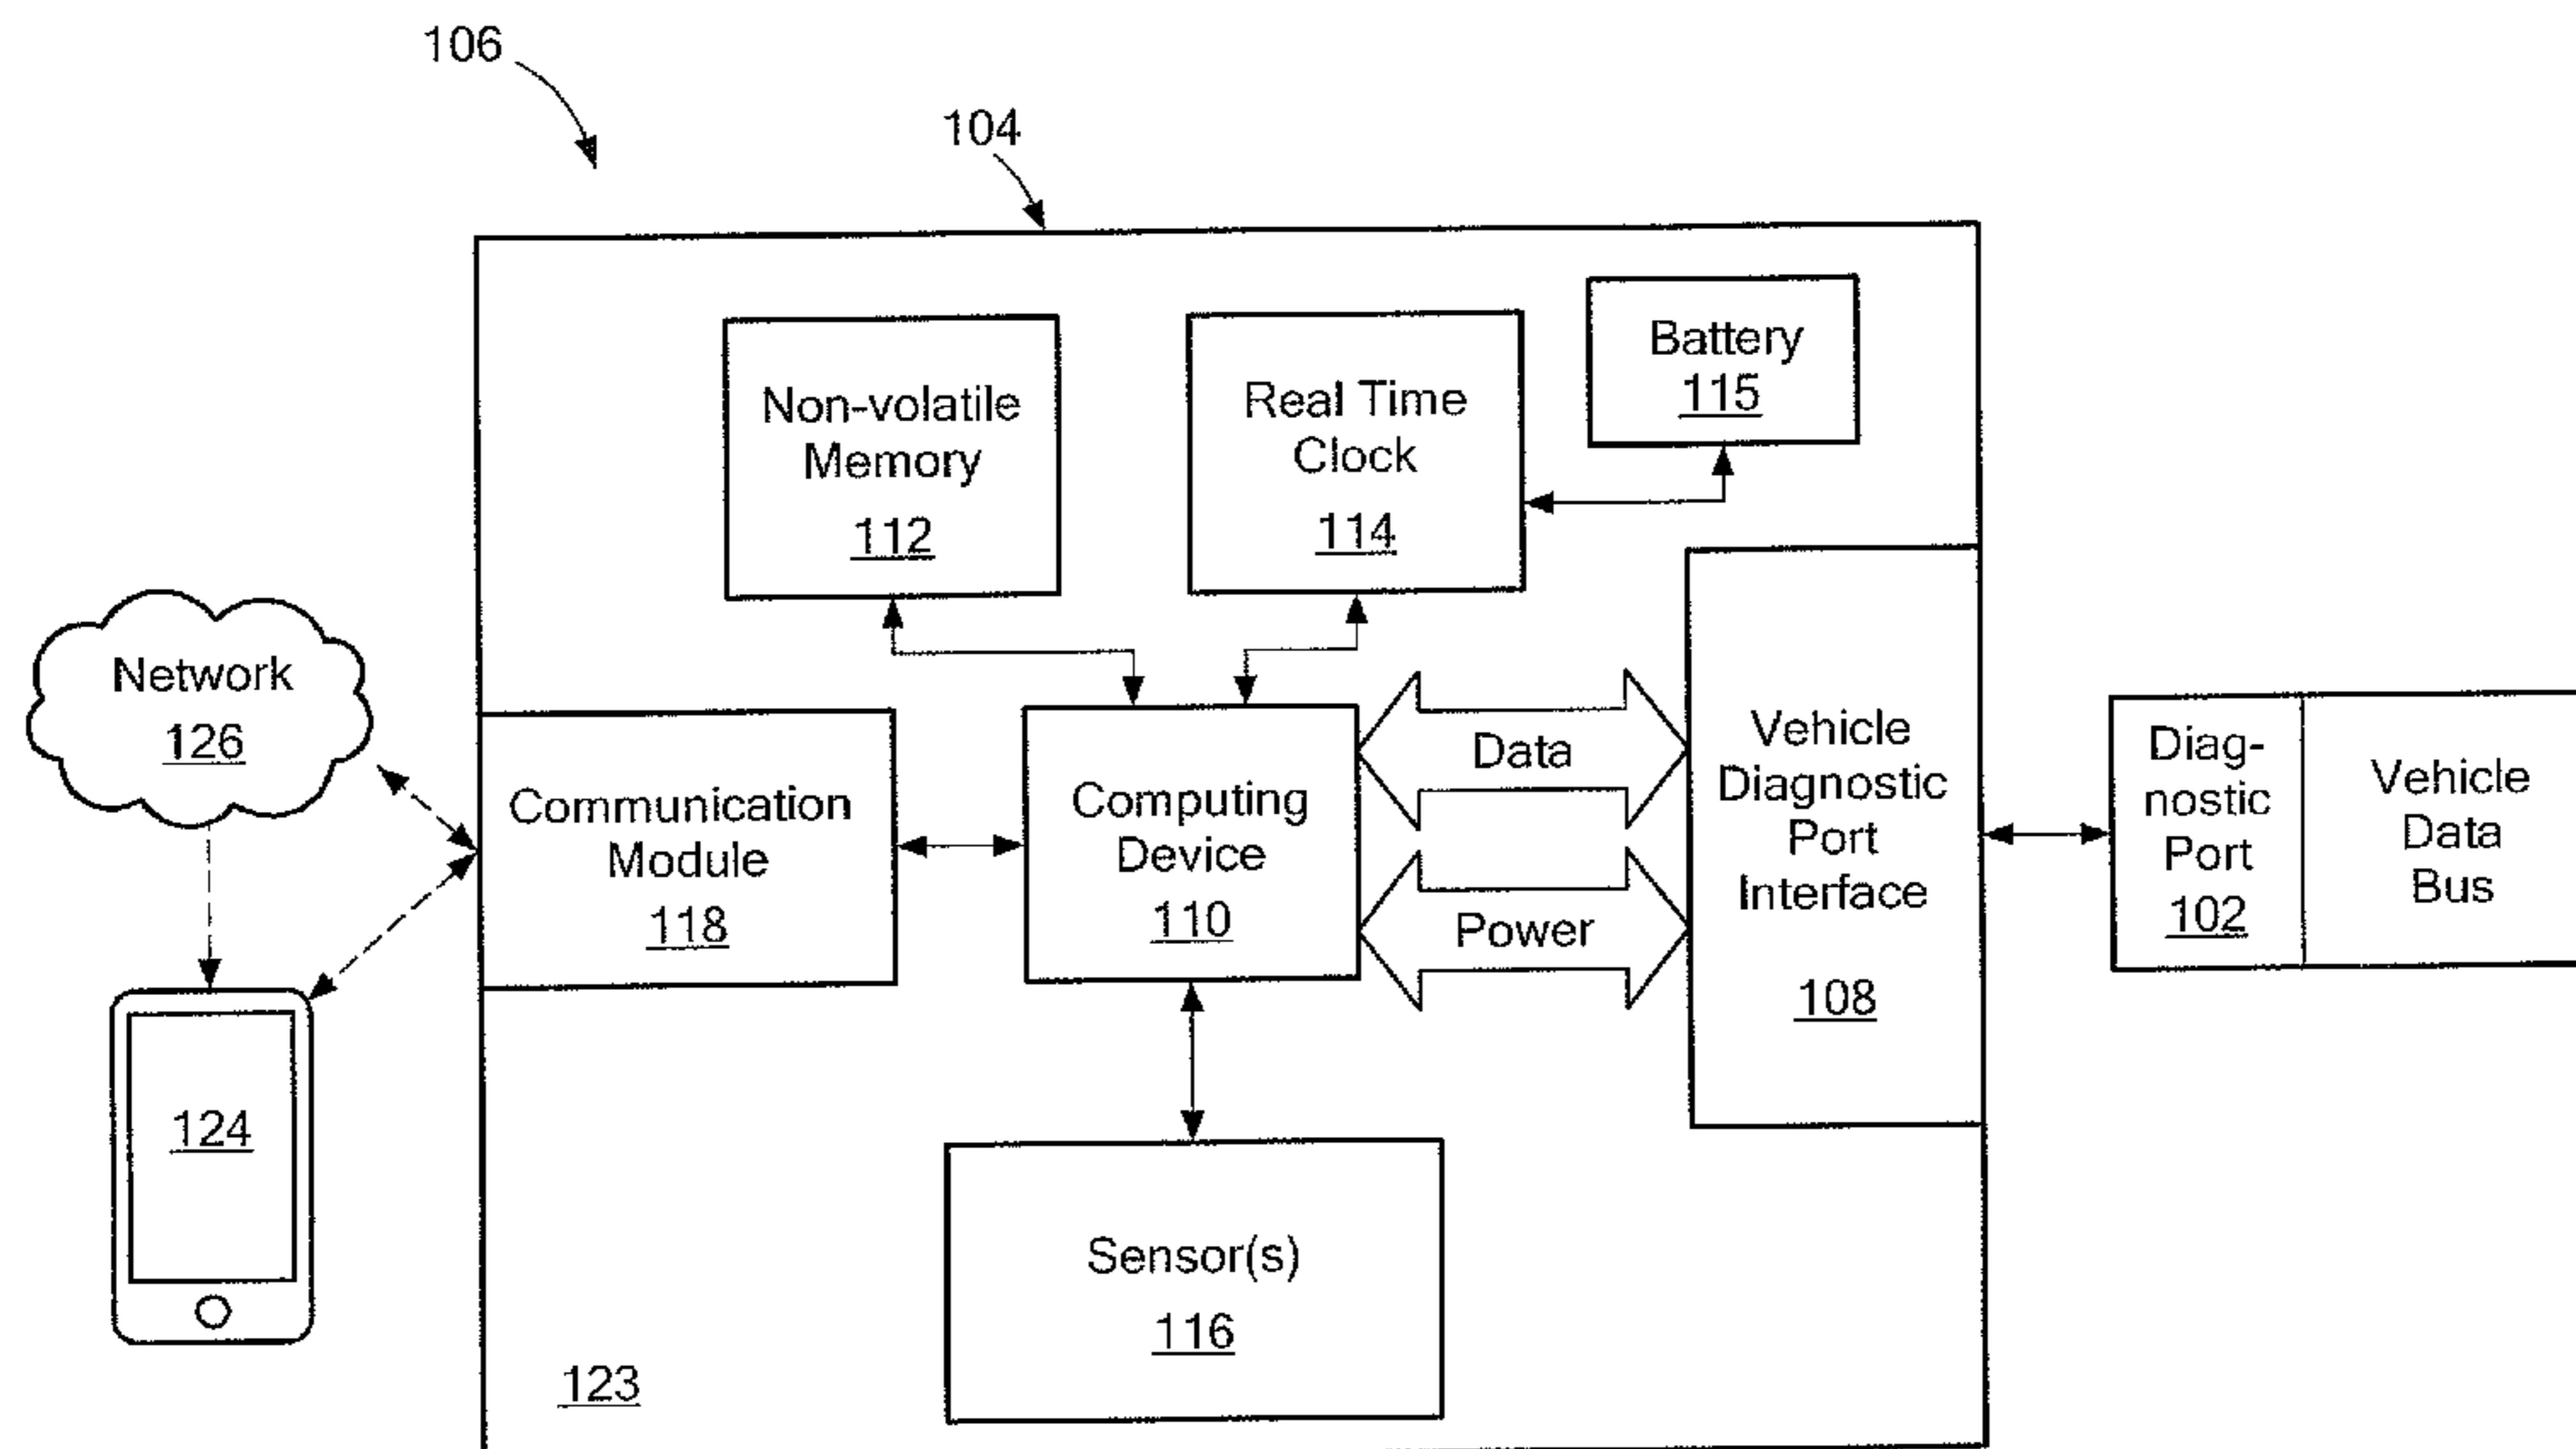 106
104
Non-volatile
Memory
112
Real Time
Clock
114
Battery
115
Network
126
Communication
Module
118
Computing
Device
110
Data
Power
Vehicle
Diagnostic
Port
Interface
108
Diag-
nostic
Port
102
Vehicle
Data
Bus
124
Sensor(s)
116
123